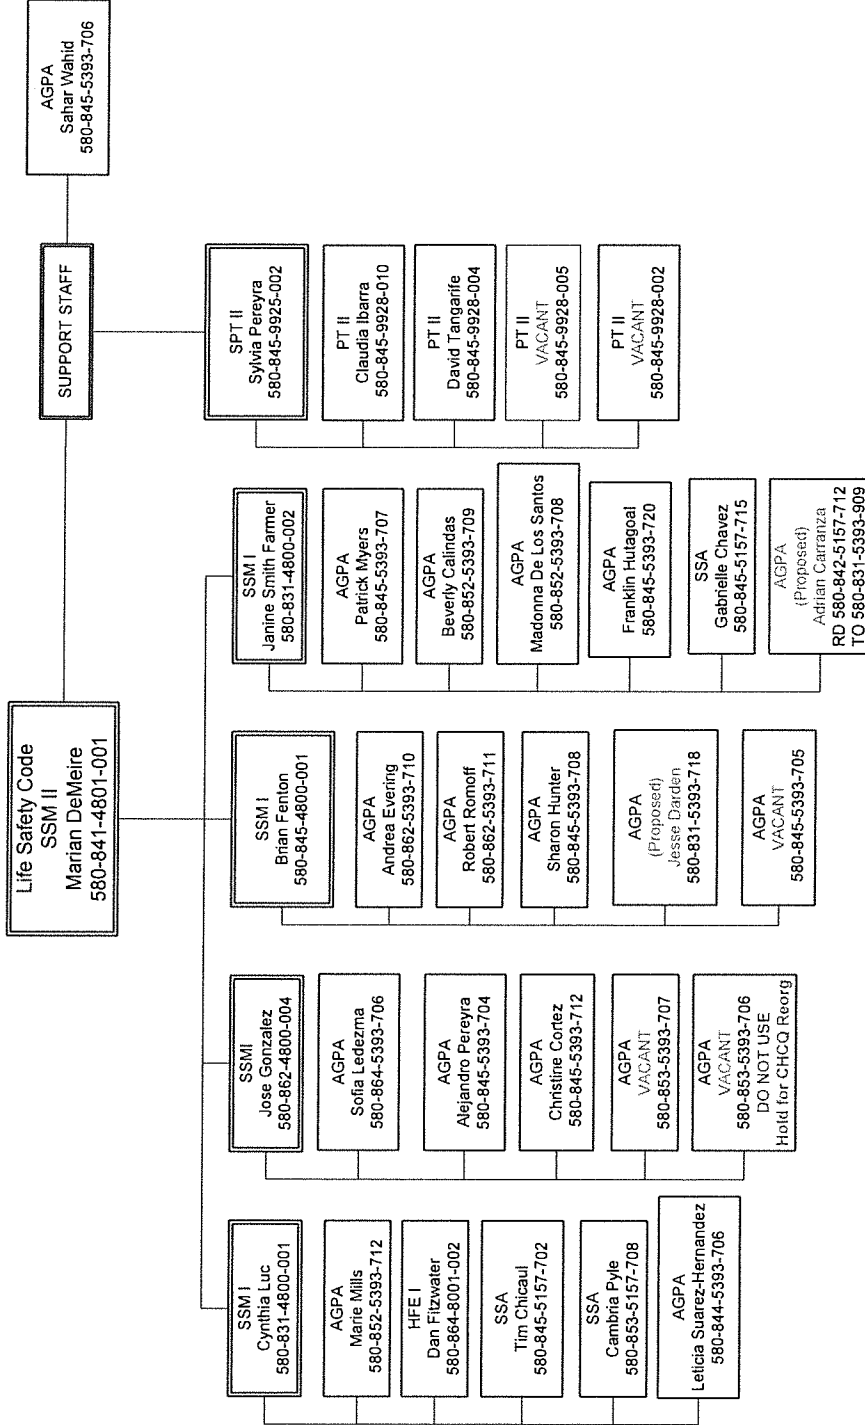 Life Safety Code
SSM II
Marian DeMeire
580-841-4801-001
SUPPORT STAFF
AGPA
Sahar Wahid
580-845-5393-706
SSM I
Cynthia Luc
580-831-4800-001
AGPA
Marie Mills
580-852-5393-712
HFE I
Dan Fitzwater
580-864-8001-002
SSA
Tim Chicaul
580-845-5157-702
SSA
Cambria Pyle
580-853-5157-708
AGPA
Leticia Suarez-Hernandez
580-844-5393-706
SSMI
Jose Gonzalez
580-862-4800-004
AGPA
Sofia Ledezma
580-864-5393-706
AGPA
Alejandro Pereyra
580-845-5393-704
AGPA
Christine Cortez
580-845-5393-712
AGPA
VACANT
580-853-5393-707
AGPA
VACANT
580-853-5393-706
DO NOT USE
Hold for CHCQ Reorg
SSM I
Brian Fenton
580-845-4800-001
AGPA
Andrea Evering
580-862-5393-710
AGPA
Robert Romoff
580-862-5393-711
AGPA
Sharon Hunter
580-845-5393-708
AGPA
(Proposed)
Jesse Darden
580-831-5393-718
AGPA
VACANT
580-845-5393-705
SSM I
Janine Smith Farmer
580-831-4800-002
AGPA
Patrick Myers
580-845-5393-707
AGPA
Beverly Calindas
580-852-5393-709
AGPA
Madonna De Los Santos
580-852-5393-708
AGPA
Franklin Hutagoal
580-845-5393-720
SSA
Gabrielle Chavez
580-845-5157-715
AGPA
(Proposed)
Adrian Carranza
RD 580-842-5157-712
TO 580-831-5393-909
SPT II
Sylvia Pereyra
580-845-9925-002
PT II
Claudia Ibarra
580-845-9928-010
PT II
David Tangarife
580-845-9928-004
PT II
VACANT
580-845-9928-005
PT II
VACANT
580-845-9928-002